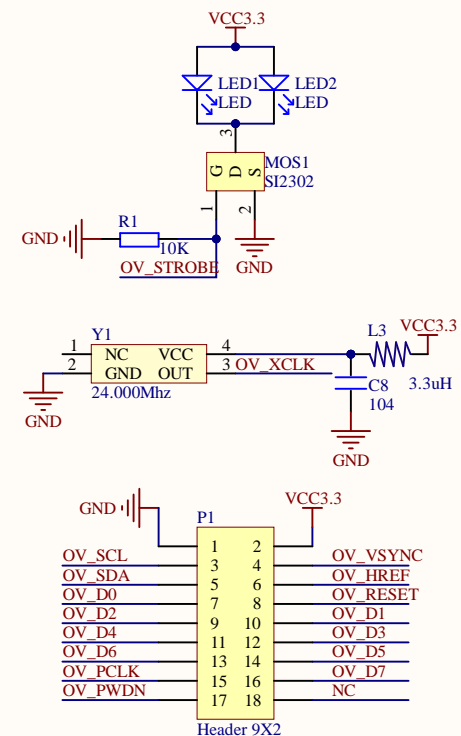 VCC3.3
LED1 LED2
LED LED
3
G D S
MOS1
SI2302
1 2
R1
GND
10K
OV_STROBE
GND
Y1
L3
VCC3.3
1 NC VCC 4
2 GND OUT 3 OV_XCLK
24.000Mhz
C8
3.3uH
104
GND
GND
GND
VCC3.3
P1
1 2
OV_SCL 3 4 OV_VSYNC
OV_SDA 5 6 OV_HREF
OV_D0 7 8 OV_RESET
OV_D2 9 10 OV_D1
OV_D4 11 12 OV_D3
OV_D6 13 14 OV_D5
OV_PCLK 15 16 OV_D7
OV_PWDN 17 18 NC
Header 9X2